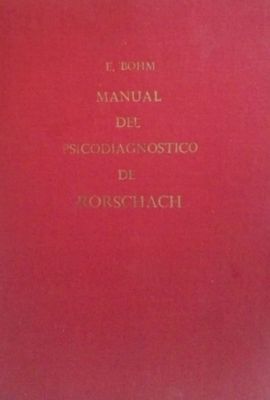 E. BOHM
MANUAL
DEL
PSICODIAGNOSTICO
DE
RORSCHACH